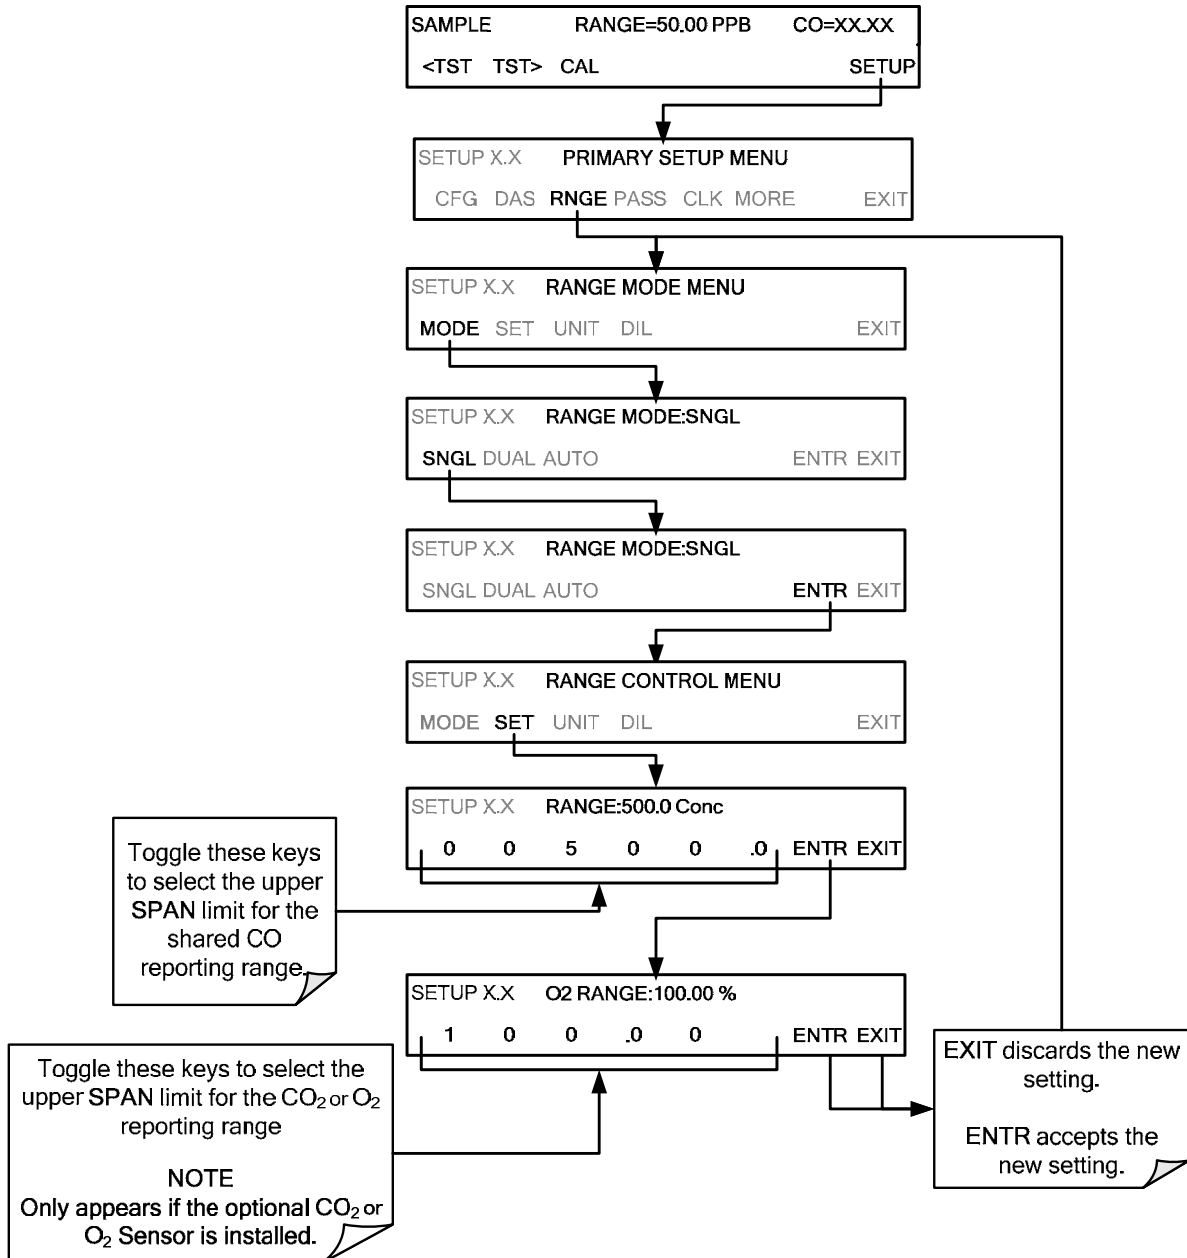 SAMPLE RANGE=50.00 PPB CO=XX.XX
<TST TST> CAL SETUP
SETUP X.X PRIMARY SETUP MENU
CFG DAS RNGE PASS CLK MORE EXIT
SETUP X.X RANGE MODE MENU
MODE SET UNIT DIL EXIT
SETUP X.X RANGE MODE:SNGL
SNGL DUAL AUTO ENTR EXIT
SETUP X.X RANGE MODE:SNGL
SNGL DUAL AUTO ENTR EXIT
SETUP X.X RANGE CONTROL MENU
MODE SET UNIT DIL EXIT
SETUP X.X RANGE:500.0 Conc
0 0 5 0 0 .0 ENTR EXIT
Toggle these keys
to select the upper
SPAN limit for the
shared CO
reporting range.
SETUP X.X O2 RANGE:100.00 %
1 0 0 .0 0 ENTR EXIT
Toggle these keys to select the
upper SPAN limit for the CO₂ or O₂
reporting range
NOTE
Only appears if the optional CO₂ or
O₂ Sensor is installed.
EXIT discards the new
setting.
ENTR accepts the
new setting.